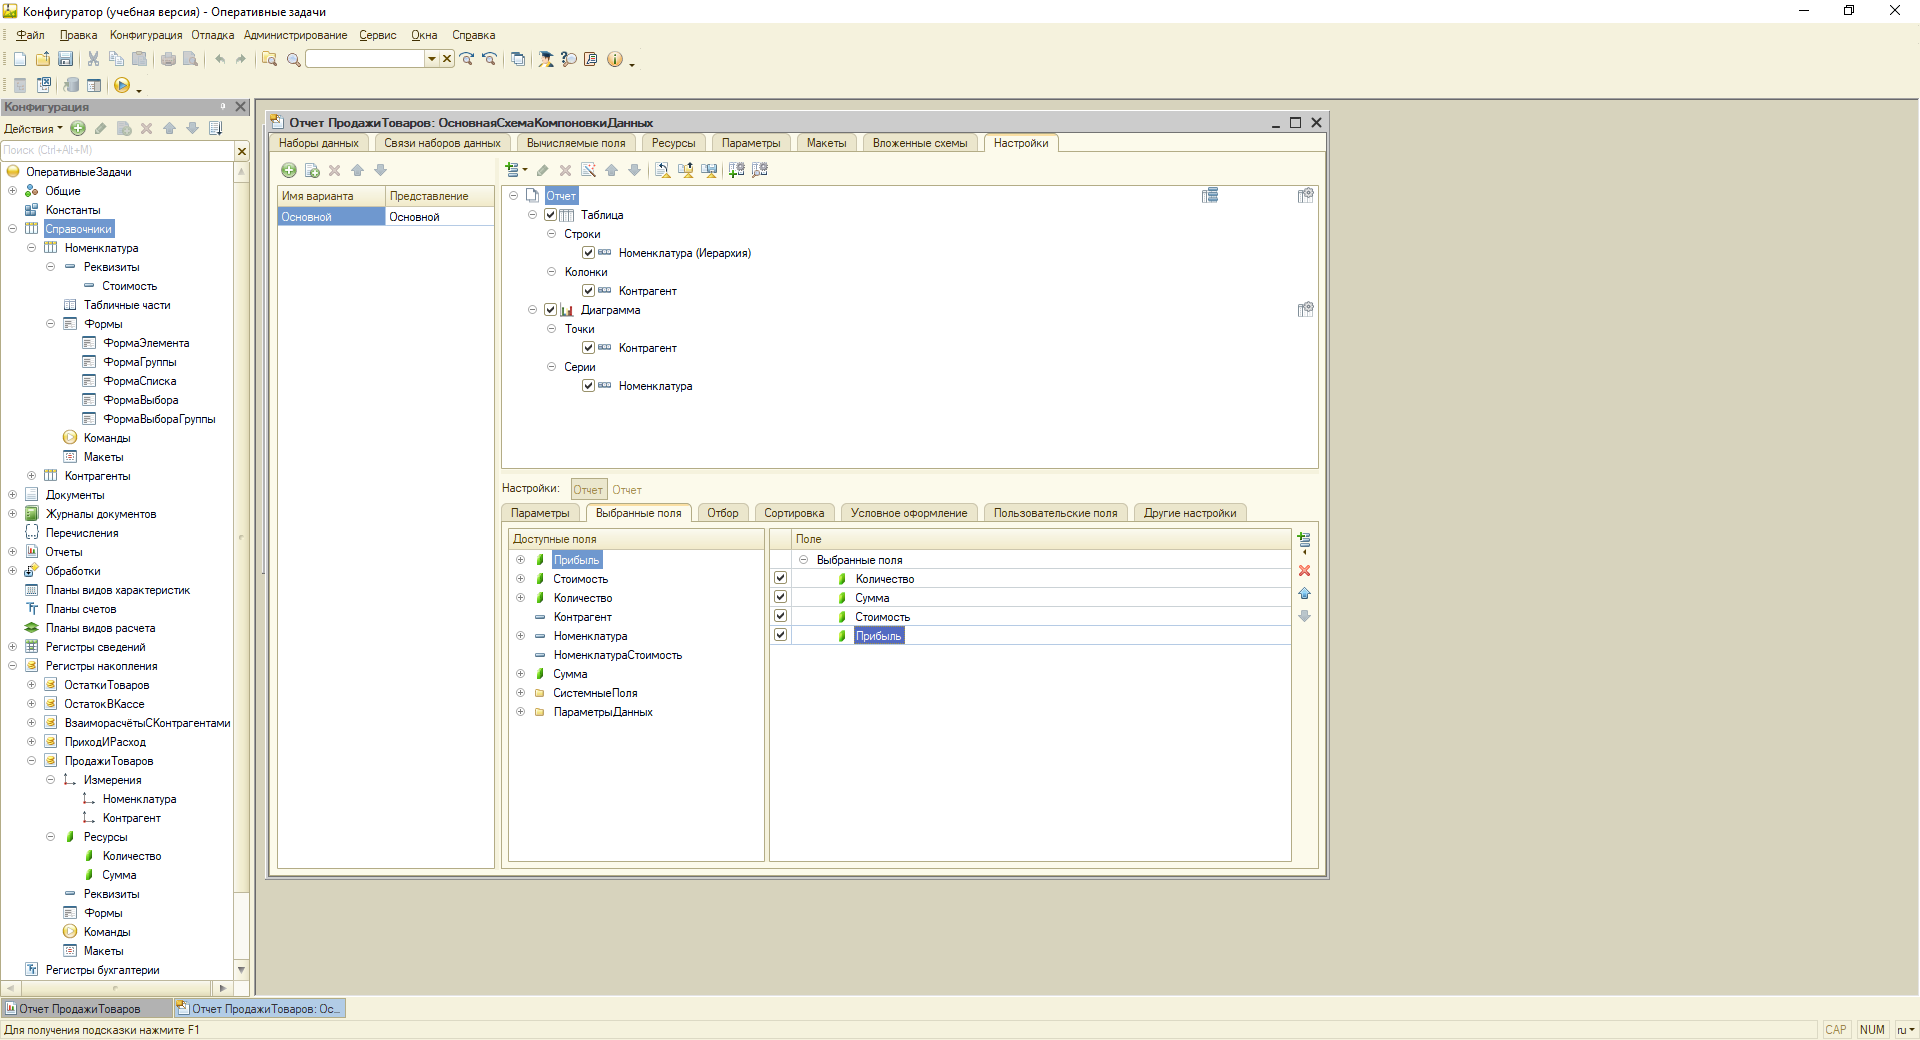 Конфигуратор (учебная версия) - Оперативные задачи
Файл Правка Конфигурация Отладка Администрирование Сервис Окна Справка
Конфигурация
Действия
Поиск (Ctrl+Alt+M)
ОперативныеЗадачи
Общие
Константы
Справочники
Номенклатура
Реквизиты
Стоимость
Табличные части
Формы
ФормаЭлемента
ФормаГруппы
ФормаСписка
ФормаВыбора
ФормаВыбораГруппы
Команды
Макеты
Контрагенты
Документы
Журналы документов
Перечисления
Отчеты
Обработки
Планы видов характеристик
Планы счетов
Планы видов расчета
Регистры сведений
Регистры накопления
ОстаткиТоваров
ОстатокВКассе
ВзаиморасчётыСКонтрагентами
ПриходИРасход
ПродажиТоваров
Измерения
Номенклатура
Контрагент
Ресурсы
Количество
Сумма
Реквизиты
Формы
Команды
Макеты
Регистры бухгалтерии
Отчет ПродажиТоваров: ОсновнаяСхемаКомпоновкиДанных
Наборы данных Связи наборов данных Вычисляемые поля Ресурсы Параметры Макеты Вложенные схемы Настройки
Имя варианта Представление
Основной Основной
Отчет
Таблица
Строки
Номенклатура (Иерархия)
Колонки
Контрагент
Диаграмма
Точки
Контрагент
Серии
Номенклатура
Настройки: Отчет Отчет
Параметры Выбранные поля Отбор Сортировка Условное оформление Пользовательские поля Другие настройки
Доступные поля
Прибыль
Стоимость
Количество
Контрагент
Номенклатура
НоменклатураСтоимость
Сумма
СистемныеПоля
ПараметрыДанных
Поле
Выбранные поля
Количество
Сумма
Стоимость
Прибыль
Отчет ПродажиТоваров Отчет ПродажиТоваров: Ос...
Для получения подсказки нажмите F1 CAP NUM ru